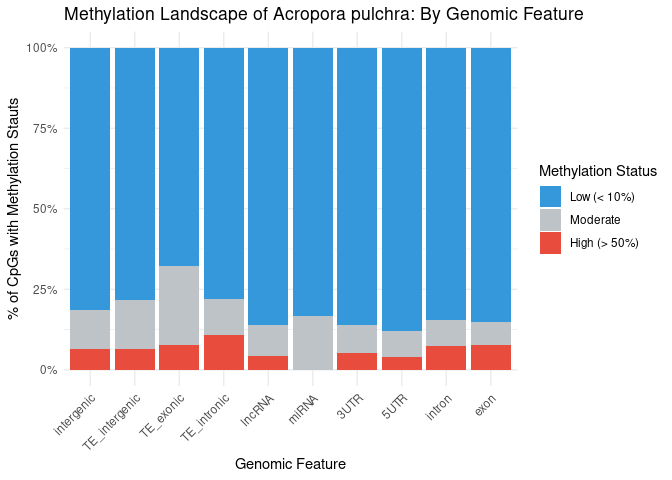 Methylation Landscape of Acropora pulchra: By Genomic Feature
100%
75%
50%
25%
0%
% of CpGs with Methylation Stauts
intergenic
TE_intergenic
TE_exonic
TE_intronic
lncRNA
miRNA
3UTR
5UTR
intron
exon
Genomic Feature
Methylation Status
Low (< 10%)
Moderate
High (> 50%)